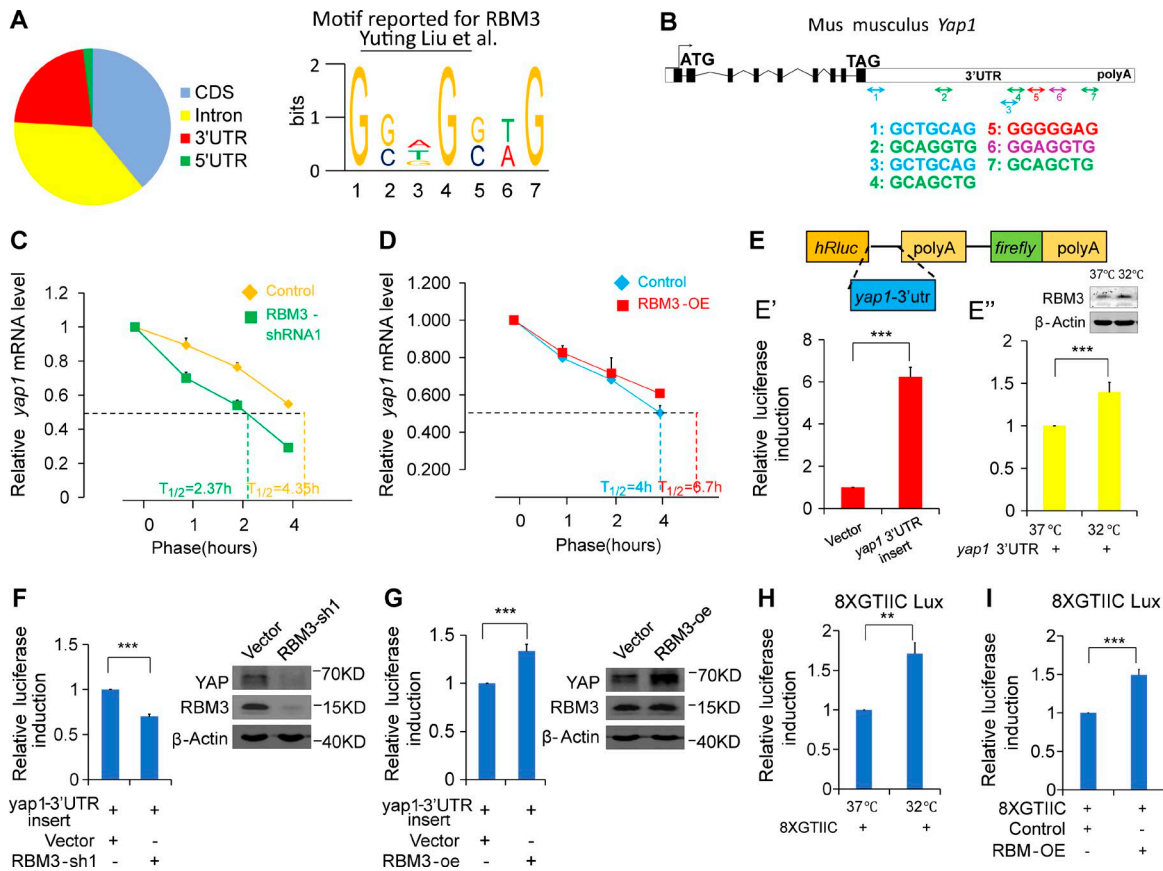 A
CDS
Intron
3'UTR
5'UTR
Motif reported for RBM3
Yuting Liu et al.
bits
2
1
0
G G A G G T G
C T C A
G
1 2 3 4 5 6 7
B
Mus musculus Yap1
ATG
TAG
3'UTR
polyA
1 2 3 4 5 6 7
1: GCTGCAG
2: GCAGGTG
3: GCTGCAG
4: GCAGCTG
5: GGGGGAG
6: GGAGGTG
7: GCAGCTG
C
Relative yap1 mRNA level
1.2
1
0.8
0.6
0.4
0.2
0
Control
RBM3 -
shRNA1
T1/2=2.37h
T1/2=4.35h
0 1 2 4
Phase(hours)
D
Relative yap1 mRNA level
1.200
1.000
0.800
0.600
0.400
0.200
Control
RBM3 -OE
T1/2=4h
T1/2=6.7h
0 1 2 4
Phase(hours)
E
hRluc
polyA
firefly
polyA
yap1-3'utr
E'
Relative luciferase
induction
8
6
4
2
0
***
Vector
yap1 3'UTR
insert
E''
37℃ 32℃
RBM3
β-Actin
2
1.5
1
0.5
0
***
37℃ 32℃
yap1 3'UTR + +
F
Relative luciferase
induction
1.5
1
0.5
0
***
yap1-3'UTR + +
insert
Vector + -
RBM3-sh1 - +
Vector
RBM3-sh1
YAP
RBM3
β-Actin
-70KD
-15KD
-40KD
G
Relative luciferase
induction
1.5
1
0.5
0
***
yap1-3'UTR + +
insert
Vector + -
RBM3-oe - +
Vector
RBM3-oe
YAP
RBM3
β-Actin
-70KD
-15KD
-40KD
H
8XGTIIC Lux
Relative luciferase
induction
2
1.5
1
0.5
0
**
37℃ 32℃
8XGTIIC + +
I
8XGTIIC Lux
Relative luciferase
induction
2
1.5
1
0.5
0
***
8XGTIIC + +
Control + -
RBM-OE - +